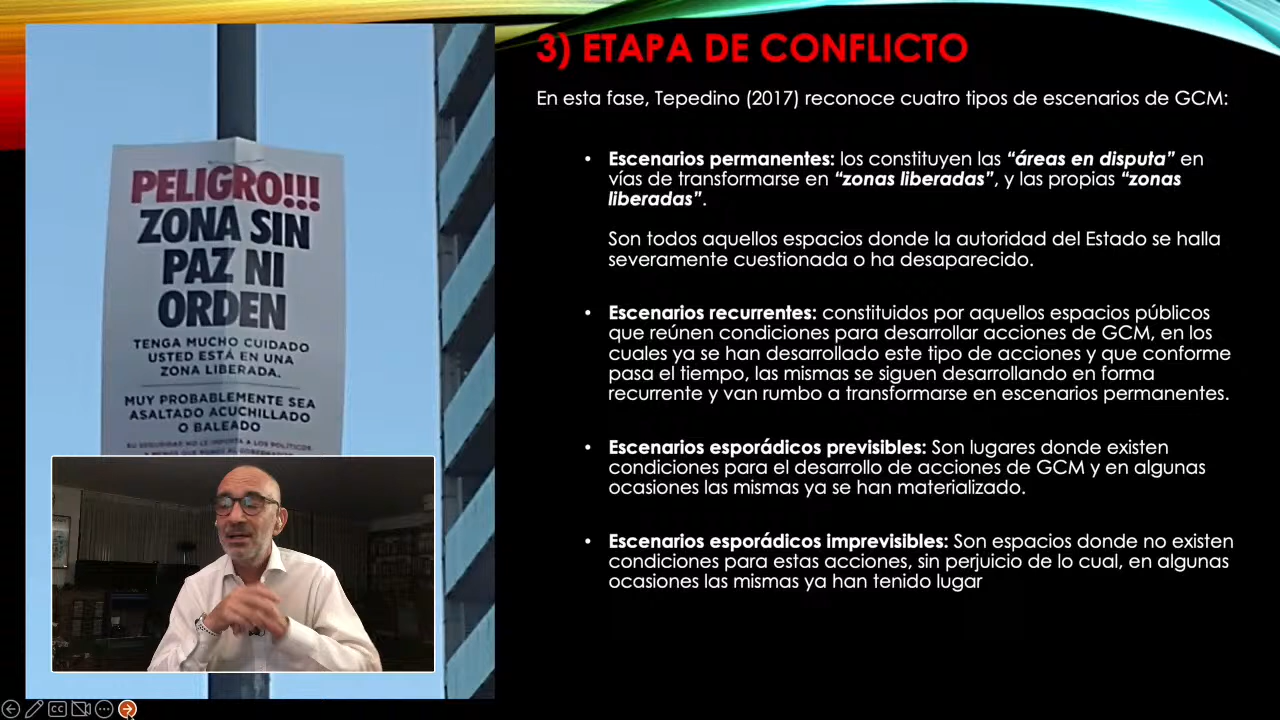 3) ETAPA DE CONFLICTO
En esta fase, Tepedino (2017) reconoce cuatro tipos de escenarios de GCM:
• Escenarios permanentes: los constituyen las “áreas en disputa” en
vías de transformarse en “zonas liberadas”, y las propias “zonas
liberadas”.
Son todos aquellos espacios donde la autoridad del Estado se halla
severamente cuestionada o ha desaparecido.
• Escenarios recurrentes: constituidos por aquellos espacios públicos
que reúnen condiciones para desarrollar acciones de GCM, en los
cuales ya se han desarrollado este tipo de acciones y que conforme
pasa el tiempo, las mismas se siguen desarrollando en forma
recurrente y van rumbo a transformarse en escenarios permanentes.
• Escenarios esporádicos previsibles: Son lugares donde existen
condiciones para el desarrollo de acciones de GCM y en algunas
ocasiones las mismas ya se han materializado.
• Escenarios esporádicos imprevisibles: Son espacios donde no existen
condiciones para estas acciones, sin perjuicio de lo cual, en algunas
ocasiones las mismas ya han tenido lugar
PELIGRO!!!
ZONA SIN
PAZ NI
ORDEN
TENGA MUCHO CUIDADO
USTED ESTÁ EN UNA
ZONA LIBERADA.
MUY PROBABLEMENTE SEA
ASALTADO ACUCHILLADO
O BALEADO
SU SEGURIDAD NO LE IMPORTA A LOS POLÍTICOS
CC